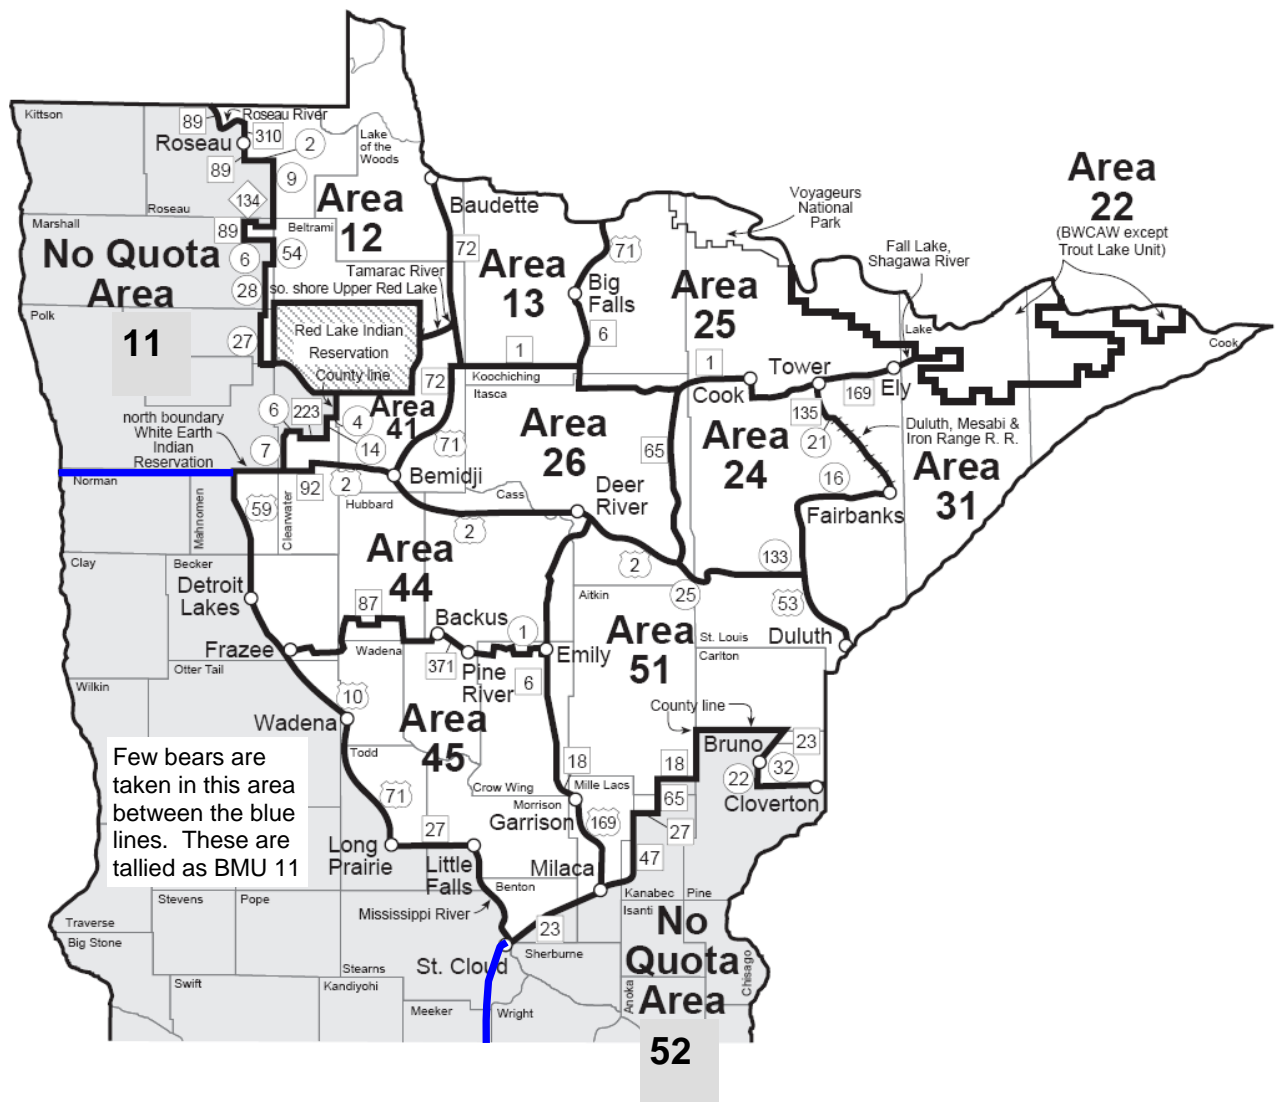 Kittson
89
Roseau River
Roseau
310
2
Lake
of the
Woods
89
9
134
Roseau
Marshall
89
Beltrami
Area
12
No Quota
Area
11
6
54
28
Tamarac River
so. shore Upper Red Lake
Polk
27
Red Lake Indian
Reservation
County line
Baudette
72
Area
13
71
Big
Falls
6
1
72
Koochiching
Itasca
Voyageurs
National
Park
Area
25
Fall Lake,
Shagawa River
Area
22
(BWCAW except
Trout Lake Unit)
Lake
Cook
1
Tower
Cook
169
Ely
135
21
Duluth, Mesabi &
Iron Range R. R.
Area
31
16
Fairbanks
Area
24
65
133
53
Duluth
north boundary
White Earth
Indian
Reservation
6
223
4
Area
41
14
7
71
Bemidji
92
2
Area
26
Deer
River
Cass
Norman
Mahnomen
59
Clearwater
Hubbard
2
2
Clay
Becker
Detroit
Lakes
Area
44
87
Backus
1
Emily
Aitkin
25
Area
51
St. Louis
Carlton
Frazee
Wadena
371
Pine
River
6
Otter Tail
Wilkin
10
Wadena
Area
45
County line
Bruno
23
32
22
Cloverton
Few bears are
taken in this area
between the blue
lines. These are
tallied as BMU 11
Todd
71
Crow Wing
18
18
Mille Lacs
65
Morrison
Garrison
169
27
27
Long
Prairie
Little
Falls
Milaca
47
Benton
Kanabec
Pine
Stevens
Pope
Mississippi River
Isanti
23
Traverse
Big Stone
No
Quota
Area
52
Sherburne
St. Cloud
Stearns
Swift
Kandiyohi
Meeker
Wright
Anoka
Chisago